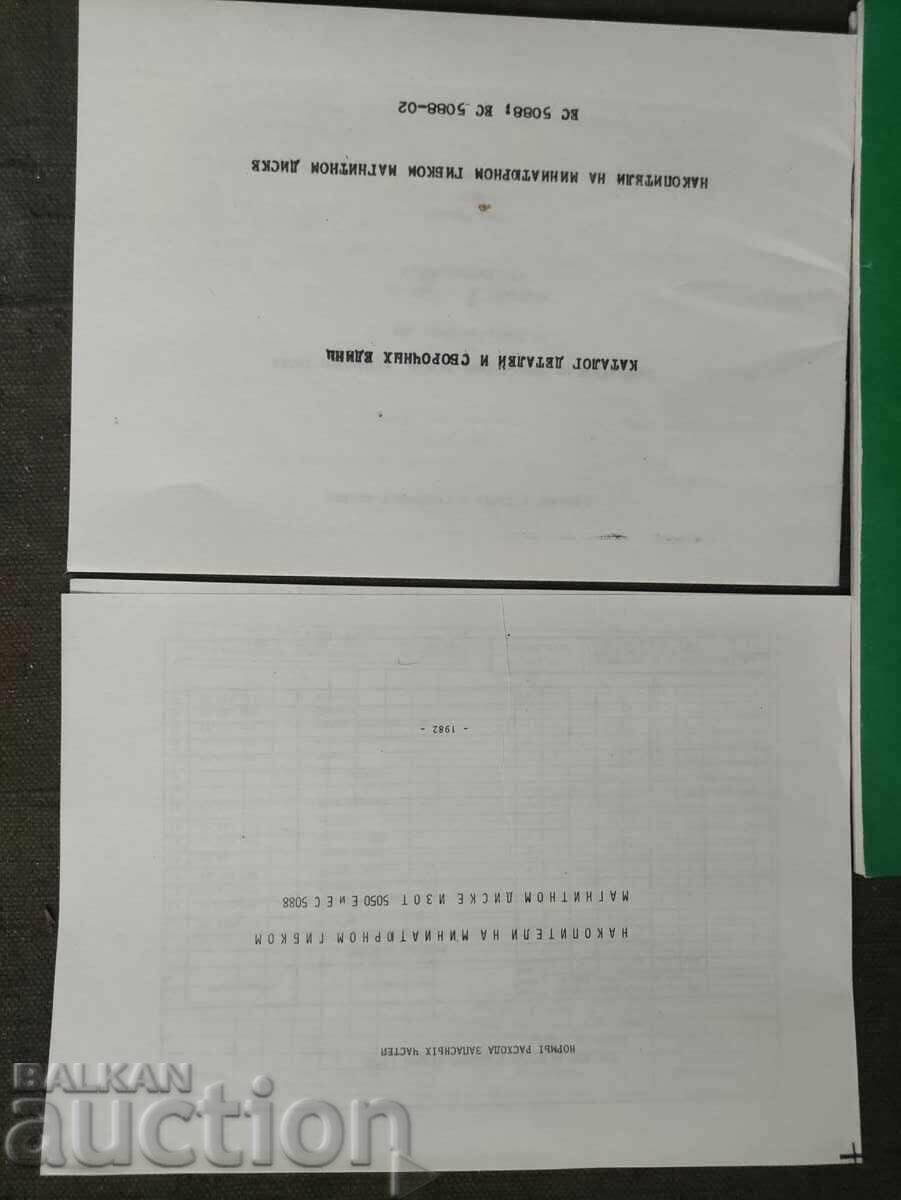 КАТАЛОГ ДЕТАЛЕЙ И СБОРОЧНЫХ ЕДИНИЦ
НАКОПИТЕЛИ НА МИНИАТЮРНОМ ГИБКОМ МАГНИТНОМ ДИСКЕ
ЕС 5088; ЕС 5088-02
НОРМЫ РАСХОДА ЗАПАСНЫХ ЧАСТЕЙ
НАКОПИТЕЛИ НА МИНИАТЮРНОМ ГИБКОМ
МАГНИТНОМ ДИСКЕ ИЗОТ 5050 Е и ЕС 5088
- 1982 -
BALKAN
auction